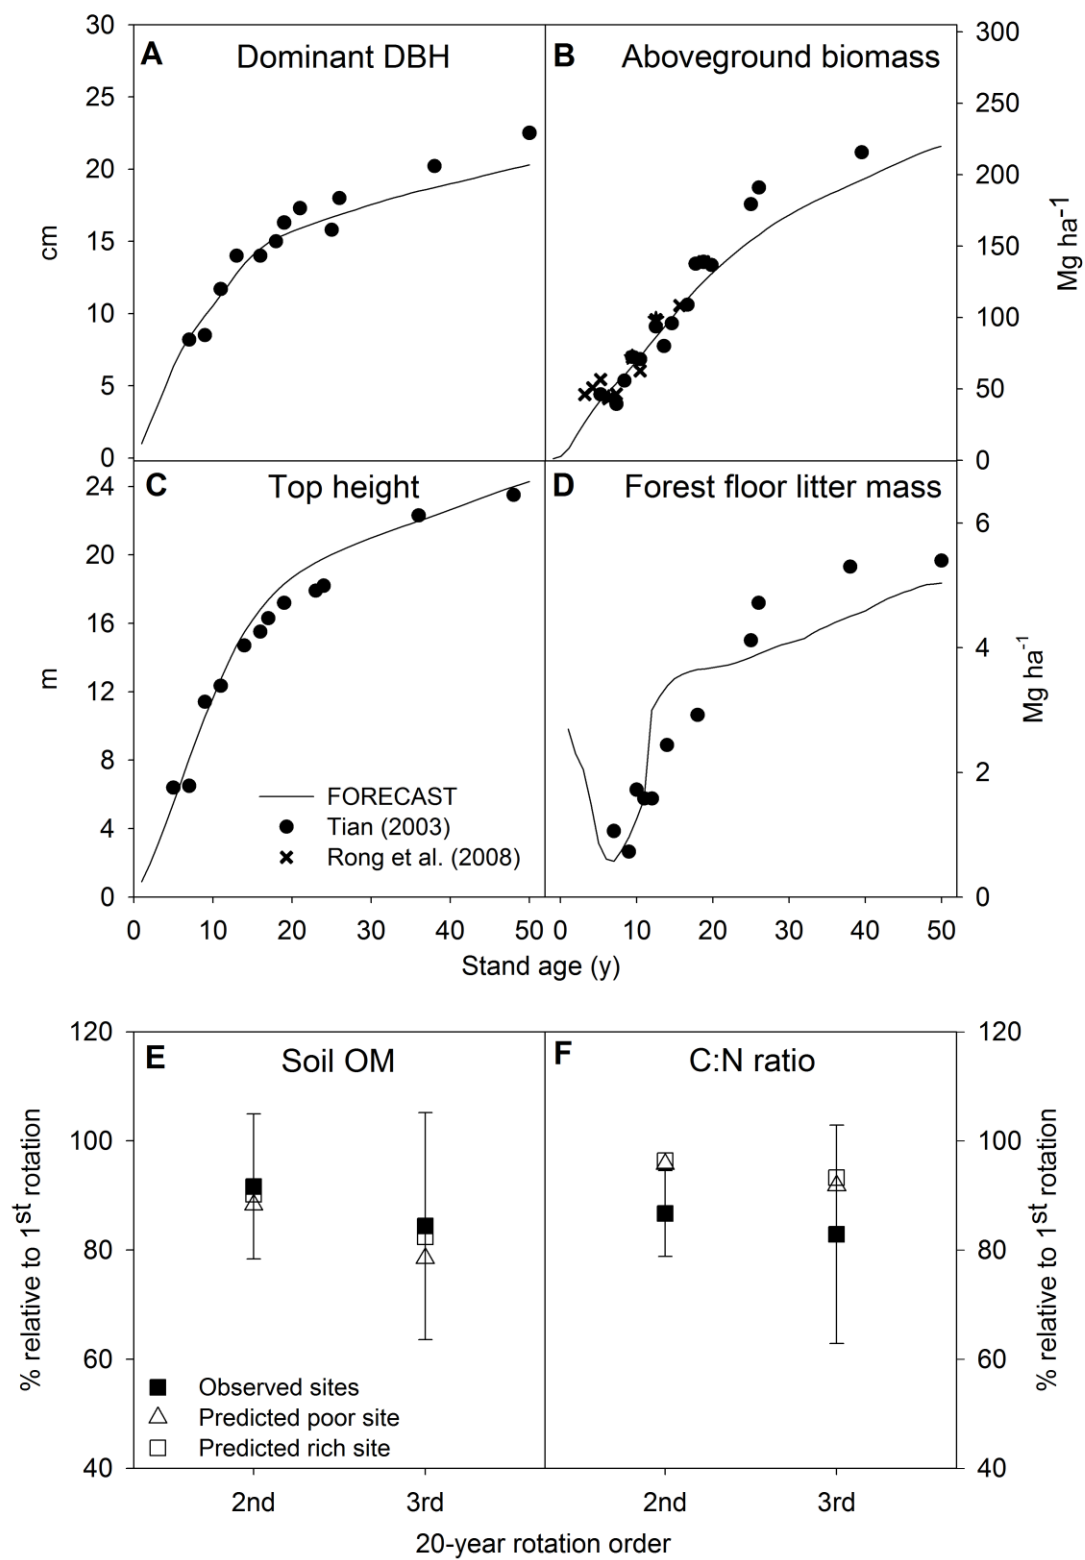 A Dominant DBH
B Aboveground biomass
30
25
20
15
10
5
0
cm
300
250
200
150
100
50
0
Mg ha-1
C Top height
D Forest floor litter mass
24
20
16
12
8
4
0
m
FORECAST
Tian (2003)
Rong et al. (2008)
6
4
2
0
Mg ha-1
0 10 20 30 40 50 0 10 20 30 40 50
Stand age (y)
E Soil OM
F C:N ratio
120
100
80
60
40
% relative to 1st rotation
Observed sites
Predicted poor site
Predicted rich site
120
100
80
60
40
% relative to 1st rotation
2nd 3rd 2nd 3rd
20-year rotation order